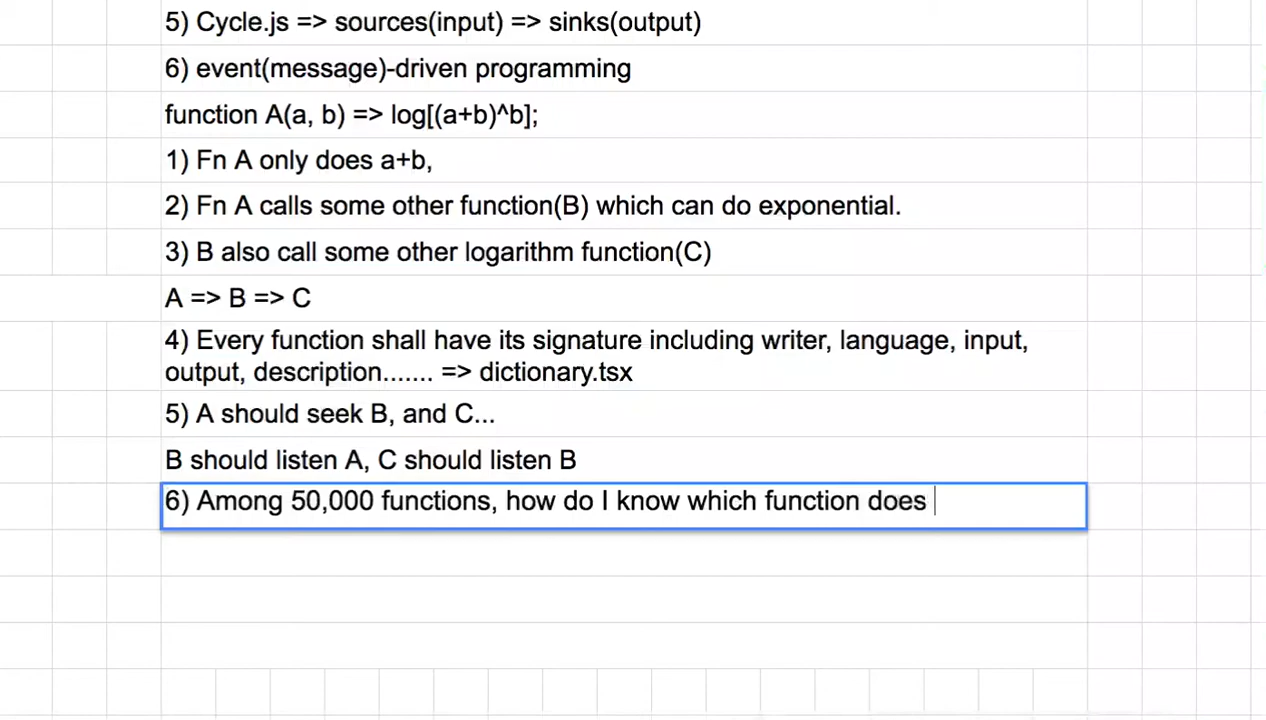 5) Cycle.js => sources(input) => sinks(output)
6) event(message)-driven programming
function A(a, b) => log[(a+b)^b];
1) Fn A only does a+b,
2) Fn A calls some other function(B) which can do exponential.
3) B also call some other logarithm function(C)
A => B => C
4) Every function shall have its signature including writer, language, input,
output, description....... => dictionary.tsx
5) A should seek B, and C...
B should listen A, C should listen B
6) Among 50,000 functions, how do I know which function does